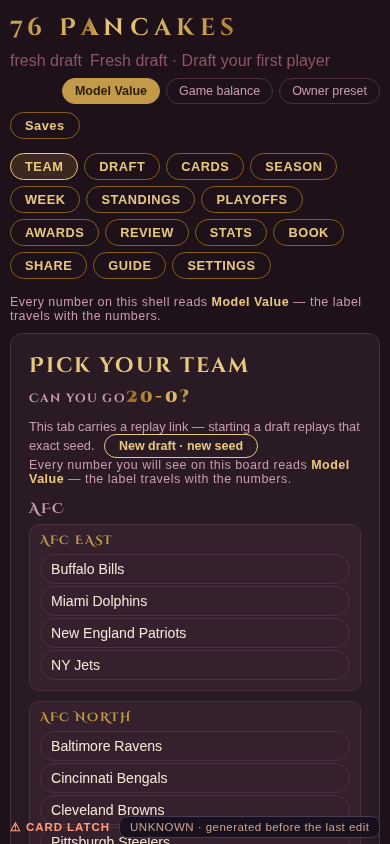 76 Pancakes
fresh draft Fresh draft · Draft your first player
Model Value Game balance Owner preset
Saves
TEAM DRAFT CARDS SEASON
WEEK STANDINGS PLAYOFFS
AWARDS REVIEW STATS BOOK
SHARE GUIDE SETTINGS
Every number on this shell reads Model Value — the label
travels with the numbers.
PICK YOUR TEAM
CAN YOU GO 20-0?
This tab carries a replay link — starting a draft replays that
exact seed. New draft · new seed
Every number you will see on this board reads Model
Value — the label travels with the numbers.
AFC
AFC EAST
Buffalo Bills
Miami Dolphins
New England Patriots
NY Jets
AFC NORTH
Baltimore Ravens
Cincinnati Bengals
Cleveland Browns
⚠ CARD LATCH UNKNOWN · generated before the last edit
Pittsburgh Steelers